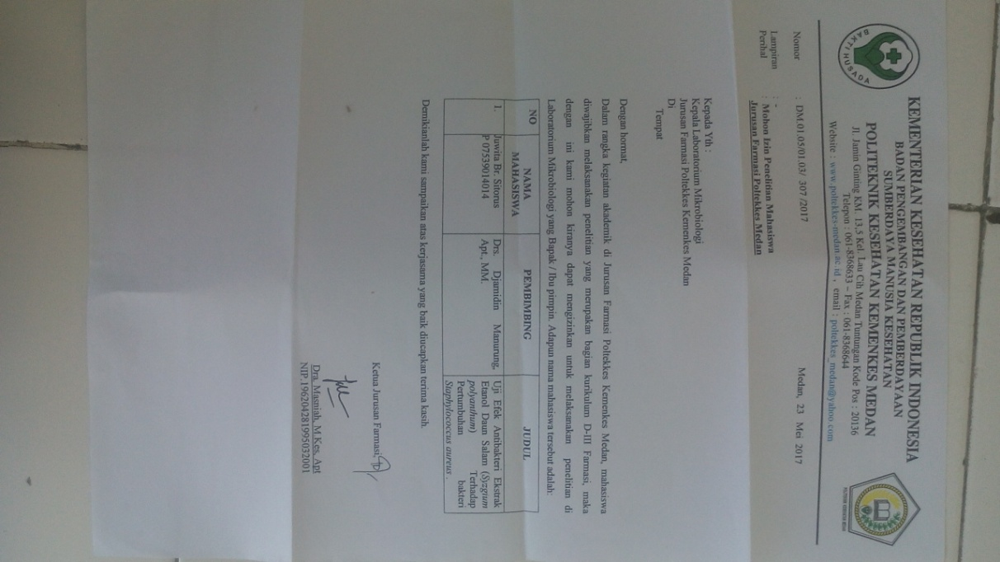 KEMENTERIAN KESEHATAN REPUBLIK INDONESIA
BADAN PENGEMBANGAN DAN PEMBERDAYAAN
SUMBERDAYA MANUSIA KESEHATAN
POLITEKNIK KESEHATAN KEMENKES MEDAN
Jl. Jamin Ginting KM. 13,5 Kel. Lau Cih Medan Tuntungan Kode Pos : 20136
Telepon : 061-8368633 – Fax : 061-8368644
Website : www.poltekkes-medan.ac.id , email : poltekkes_medan@yahoo.com
BAKTI HUSADA
Nomor : DM.01.05/01.03/ 307 /2017 Medan, 23 Mei 2017
Lampiran : -
Perihal : Mohon Izin Penelitian Mahasiswa
Jurusan Farmasi Poltekkes Medan
Kepada Yth :
Kepala Laboratorium Mikrobiologi
Jurusan Farmasi Poltekkes Kemenkes Medan
Di
Tempat
Dengan hormat,
Dalam rangka kegiatan akademik di Jurusan Farmasi Poltekkes Kemenkes Medan, mahasiswa
diwajibkan melaksanakan penelitian yang merupakan bagian kurikulum D-III Farmasi, maka
dengan ini kami mohon kiranya dapat mengizinkan untuk melaksanakan penelitian di
Laboratorium Mikrobiologi yang Bapak / Ibu pimpin. Adapun nama mahasiswa tersebut adalah:
NO NAMA MAHASISWA PEMBIMBING JUDUL
1. Juwita Br. Sitorus Drs. Djamidin Manurung, Uji Efek Antibakteri Ekstrak
P 07539014014 Apt., MM. Etanol Daun Salam (Syzgium
polyanthum) Terhadap
Pertumbuhan bakteri
Staphylococcus aureus .
Demikianlah kami sampaikan atas kerjasama yang baik diucapkan terima kasih.
Ketua Jurusan Farmasi,
Dra. Masniah, M.Kes, Apt
NIP.196204281995032001